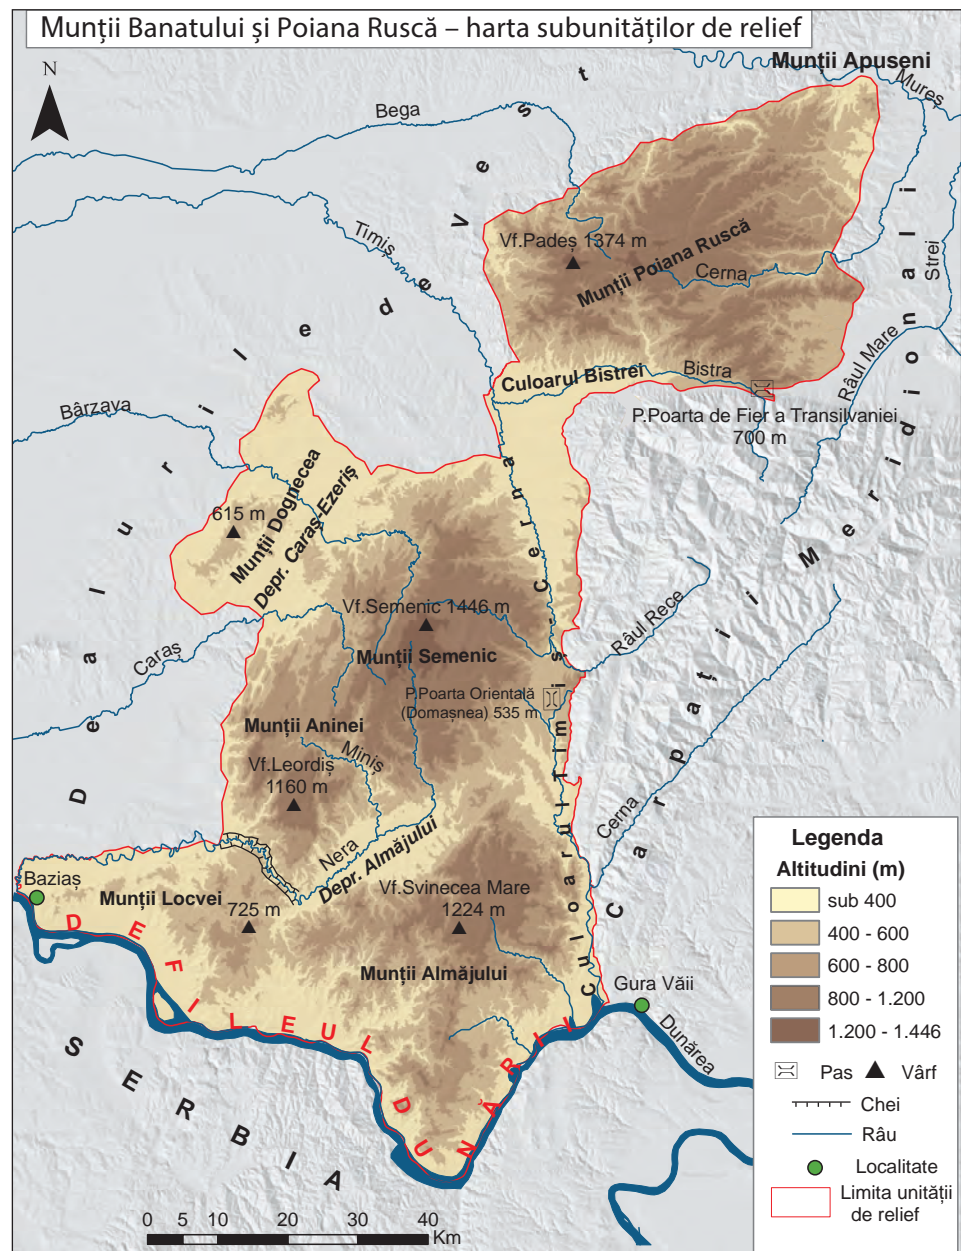 Munții Banatului și Poiana Ruscă – harta subunităților de relief
N
Munții Apuseni
Mureș
Bega
Dealurile de Vest
Timiș
Vf.Padeș 1374 m
Munții Poiana Ruscă
Cerna
Strei
Culoarul Bistrei
Bistra
Râul Mare
P.Poarta de Fier a Transilvaniei
700 m
Bârzava
Munții Dognecea
615 m
Depr. Caraș-Ezeriș
Carpații Meridionali
Vf.Semenic 1446 m
Munții Semenic
Râul Rece
Caraș
P.Poarta Orientală
(Domașnea) 535 m
Culoarul Timiș-Cerna
Munții Aninei
Miniș
Vf.Leordiș
1160 m
Cerna
Nera
Depr. Almăjului
Baziaș
Munții Locvei
725 m
Vf.Svinecea Mare
1224 m
Munții Almăjului
Gura Văii
Dunărea
DEFILEUL DUNĂRII
SERBIA
0 5 10 20 30 40
Km
Legenda
Altitudini (m)
sub 400
400 - 600
600 - 800
800 - 1.200
1.200 - 1.446
Pas
Vârf
Chei
Râu
Localitate
Limita unității
de relief